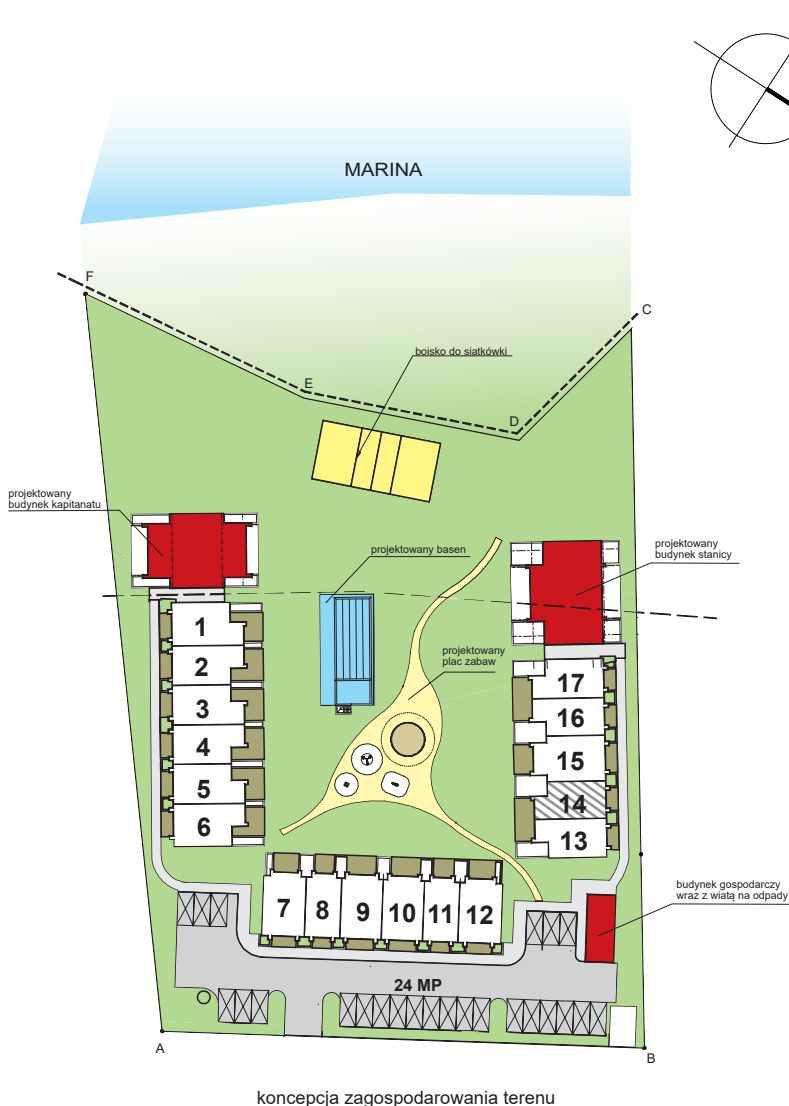 MARINA
F
C
boisko do siatkówki
E
D
projektowany
budynek kapitanatu
projektowany basen
projektowany
budynek stanicy
projektowany
plac zabaw
1
2
3
4
5
6
17
16
15
14
13
7
8
9
10
11
12
budynek gospodarczy
wraz z wiatą na odpady
24 MP
A
B
koncepcja zagospodarowania terenu